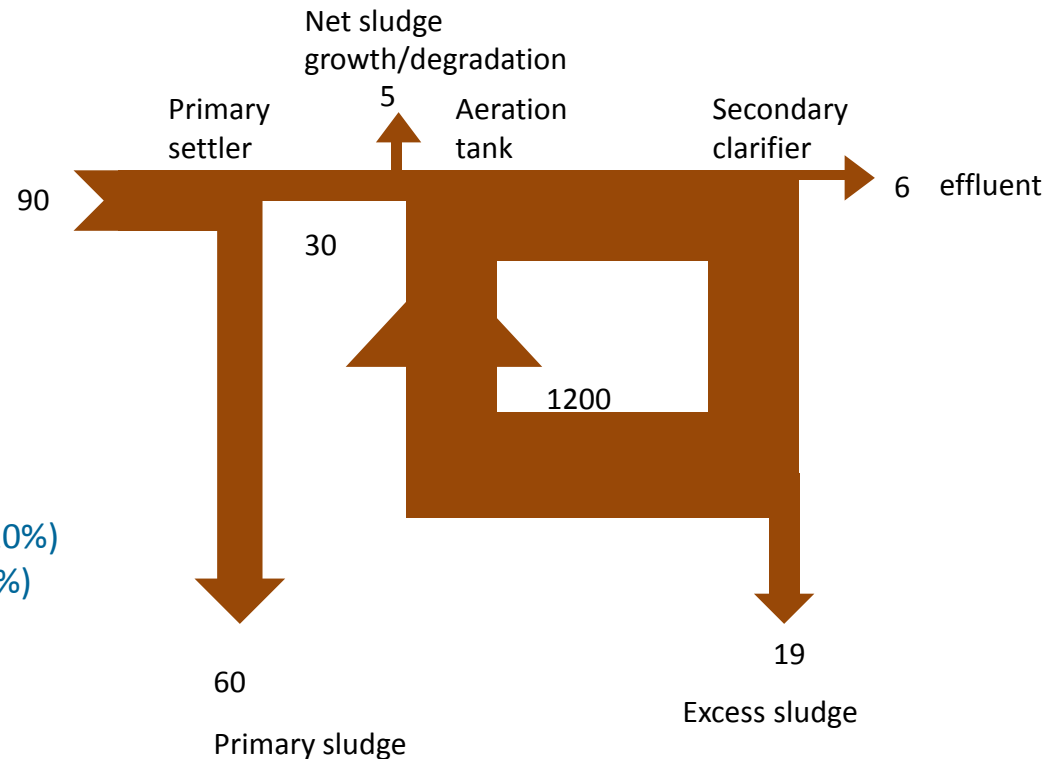 Net sludge
growth/degradation
5
Primary
settler
Aeration
tank
Secondary
clarifier
90
6 effluent
30
1200
0%)
%)
19
60
Excess sludge
Primary sludge